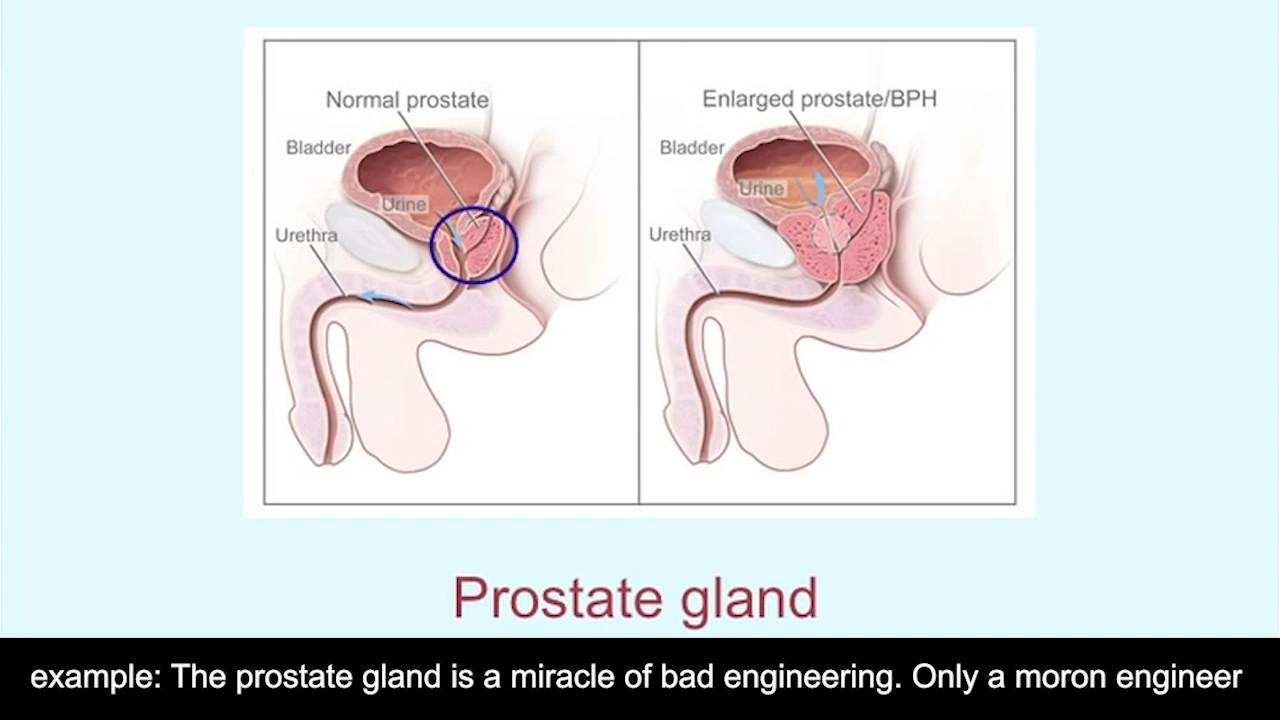 Normal prostate
Bladder
Urine
Urethra
Enlarged prostate/BPH
Bladder
Urine
Urethra
Prostate gland
example: The prostate gland is a miracle of bad engineering. Only a moron engineer